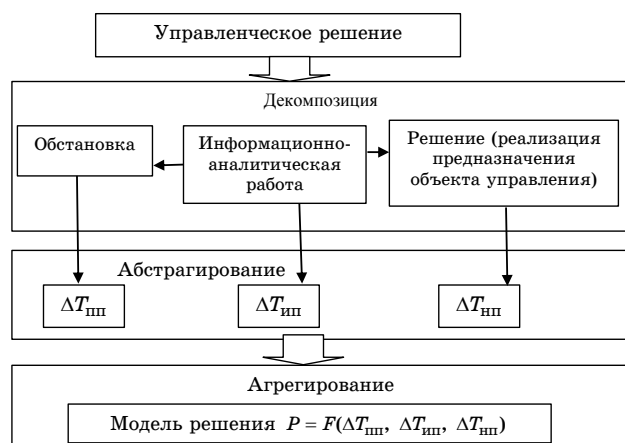 Управленческое решение
Декомпозиция
Обстановка
Информационно-
аналитическая
работа
Решение (реализация
предназначения
объекта управления)
Абстрагирование
ΔTпп
ΔTип
ΔTнп
Агрегирование
Модель решения P = F(ΔTпп, ΔTип, ΔTнп)